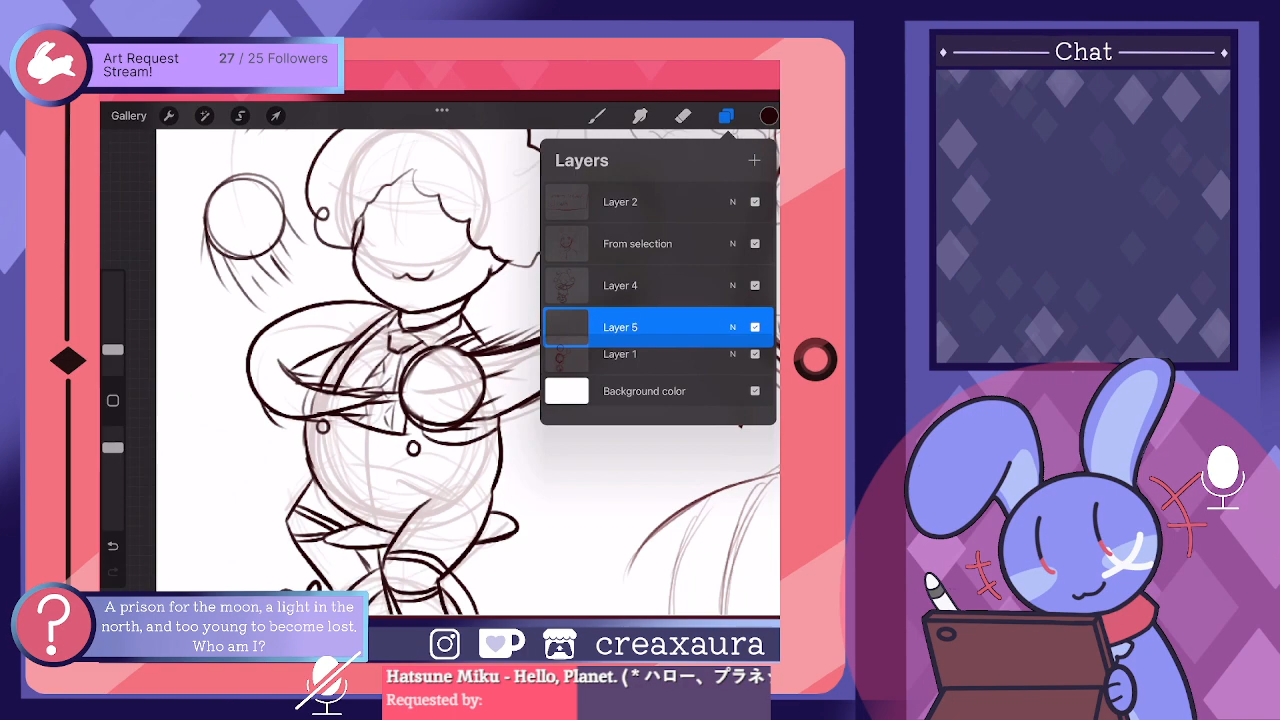 Art Request
Stream!
27 / 25 Followers
Chat
Gallery
Layers
Layer 2
N
From selection
N
Layer 4
N
Layer 5
N
Layer 1
N
Background color
A prison for the moon, a light in the
north, and too young to become lost.
Who am I?
creaxaura
Hatsune Miku - Hello, Planet. (* ハロー、プラネッ
Requested by: